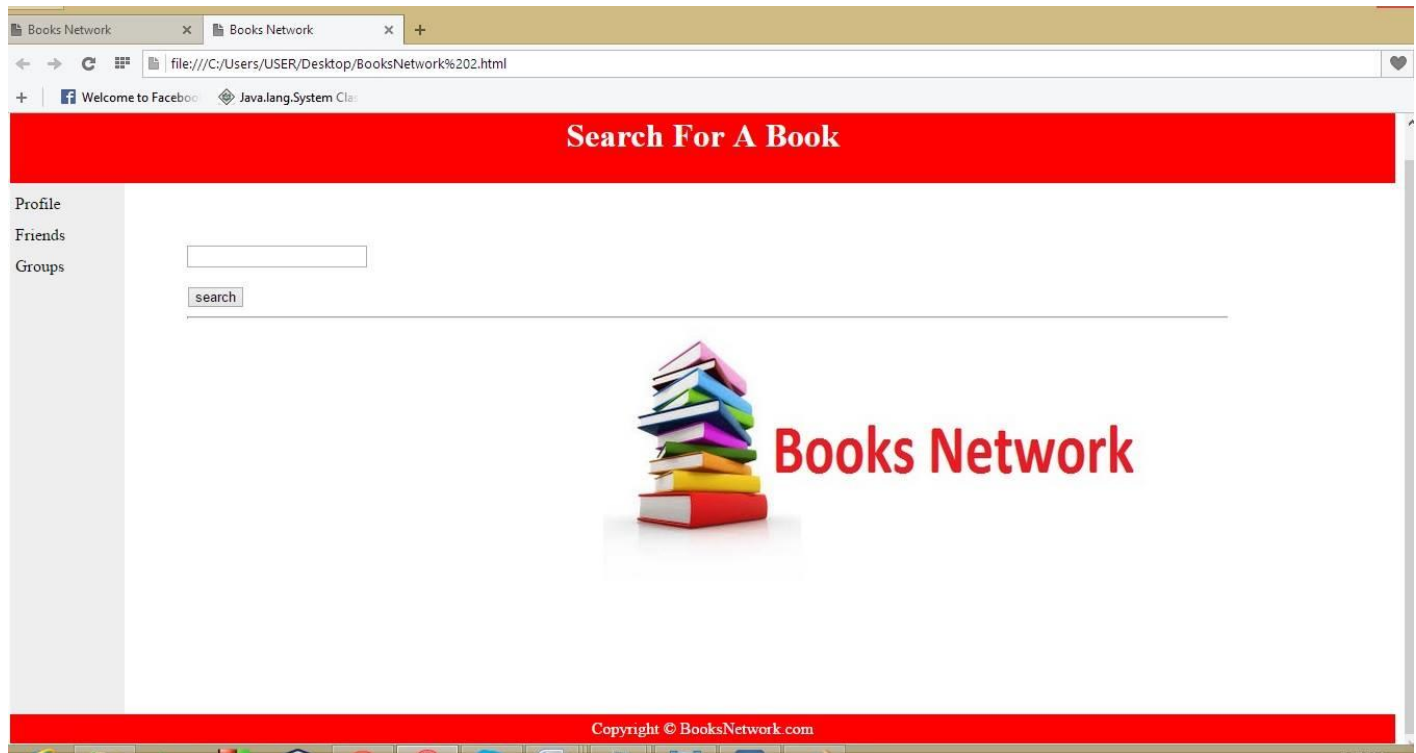 Books Network
Books Network
file:///C:/Users/USER/Desktop/BooksNetwork%202.html
Welcome to Faceboo
Java.lang.System Cla
Search For A Book
Profile
Friends
Groups
search
Books Network
Copyright © BooksNetwork.com